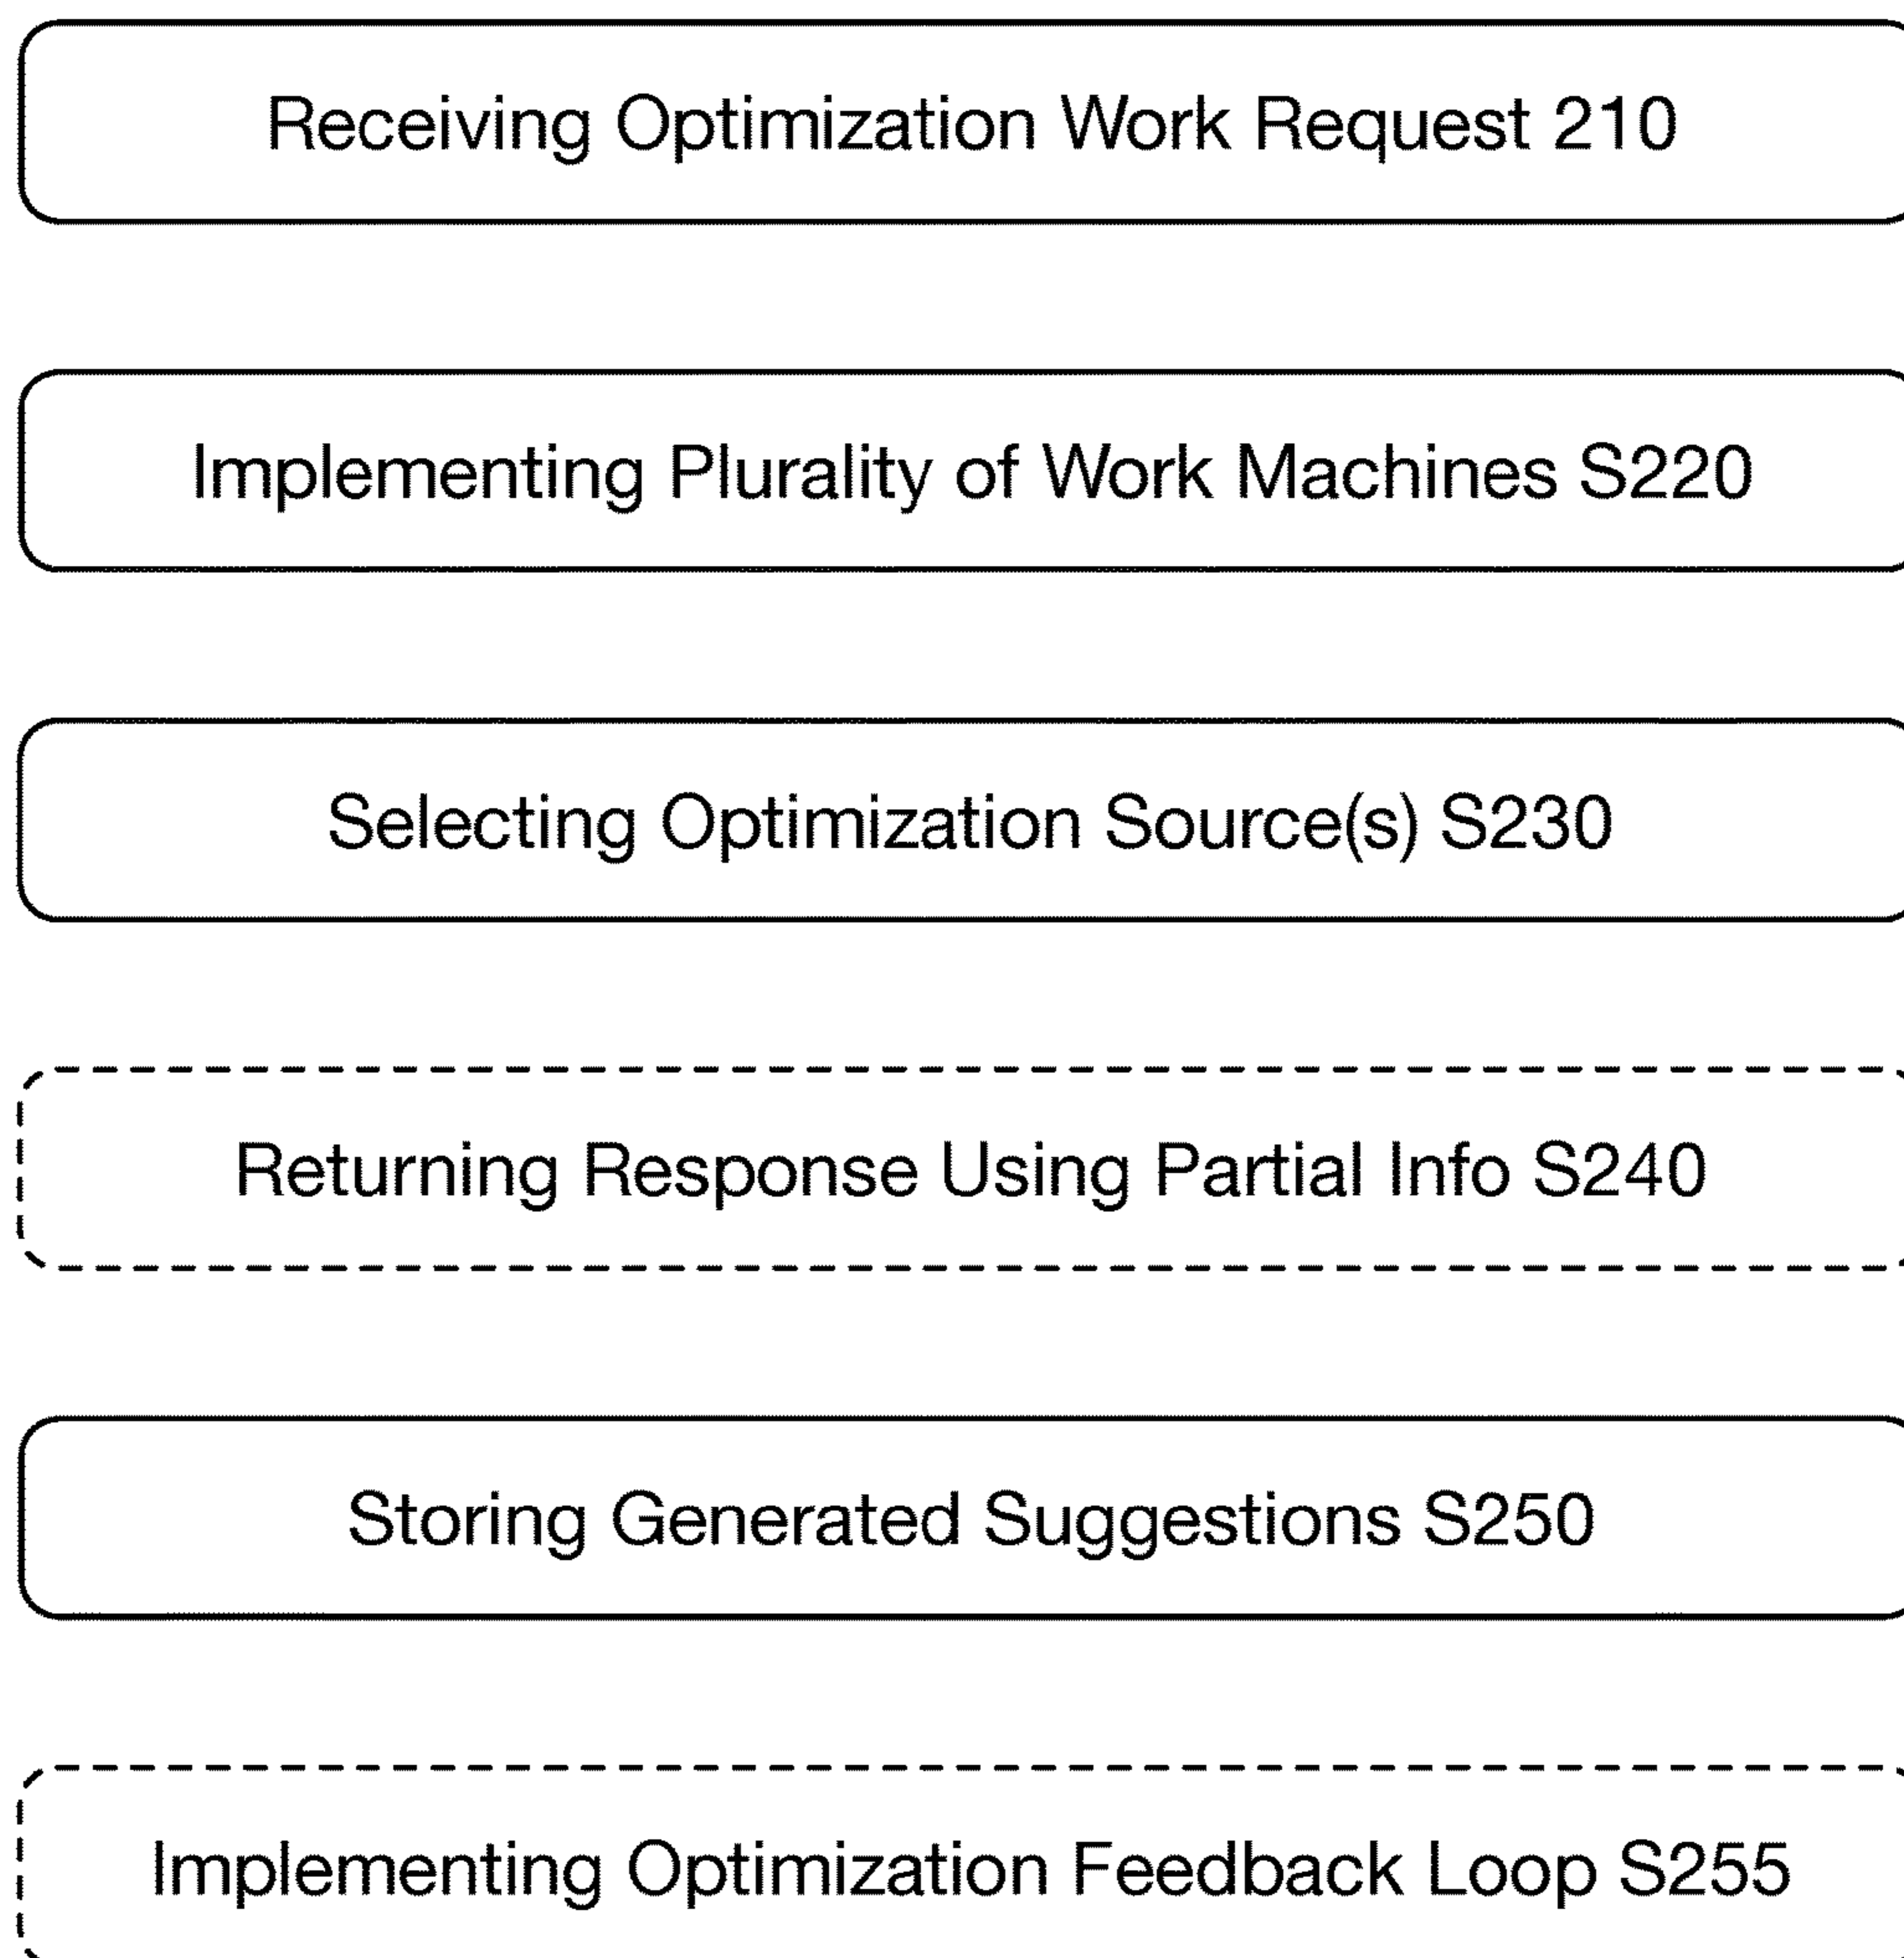 Receiving Optimization Work Request 210
Implementing Plurality of Work Machines S220
Selecting Optimization Source(s) S230
Returning Response Using Partial Info S240
Storing Generated Suggestions S250
Implementing Optimization Feedback Loop S255